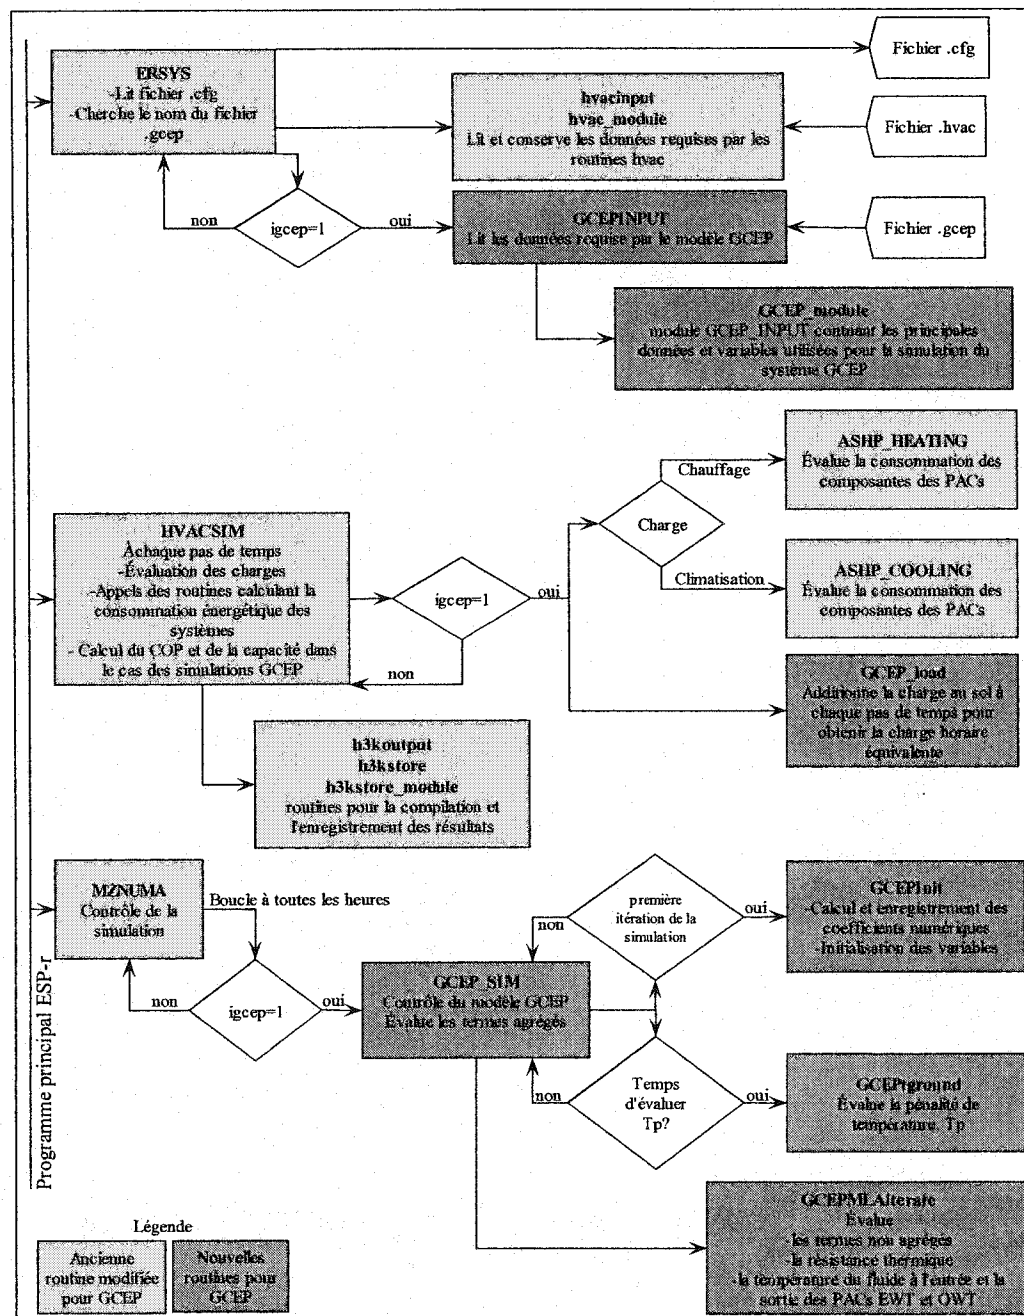 ERSYS
-Lit fichier .cfg
-Cherche le nom du fichier
.gcep
Fichier .cfg
hvacinput
hvac_module
Lit et conserve les données requises par les
routines hvac
Fichier .hvac
non
igcep=1
oui
GCEPINPUT
Lit les données requise par le modèle GCEP
Fichier .gcep
GCEP_module
module GCEP_INPUT contenant les principales
données et variables utilisées pour la simulation du
système GCEP
HVACSIM
À chaque pas de temps
-Évaluation des charges
-Appels des routines calculant la
consommation énergétique des
systèmes
- Calcul du COP et de la capacité dans
le cas des simulations GCEP
igcep=1
oui
non
Charge
Chauffage
Climatisation
ASHP_HEATING
Évalue la consommation des
composantes des PACs
ASHP_COOLING
Évalue la consommation des
composantes des PACs
GCEP_load
Additionne la charge au sol à
chaque pas de temps pour
obtenir la charge horaire
équivalente
h3koutput
h3kstore
h3kstore_module
routines pour la compilation et
l'enregistrement des résultats
MZNUMA
Contrôle de la
simulation
Boucle à toutes les heures
non
igcep=1
oui
GCEP_SIM
Contrôle du modèle GCEP
Évalue les termes agrégés
première
itération de la
simulation
non
oui
GCEPInit
-Calcul et enregistrement des
coefficients numériques
-Initialisation des variables
Temps
d'évaluer
Tp?
non
oui
GCEPtground
Évalue la pénalité de
température, Tp
GCEPMLAiterate
Évalue
-les termes non agrégés
-la résistance thermique
-la température du fluide à l'entrée et la
sortie des PACs EWT et OWT
Programme principal ESP-r
Légende
Ancienne
routine modifiée
pour GCEP
Nouvelles
routines pour
GCEP